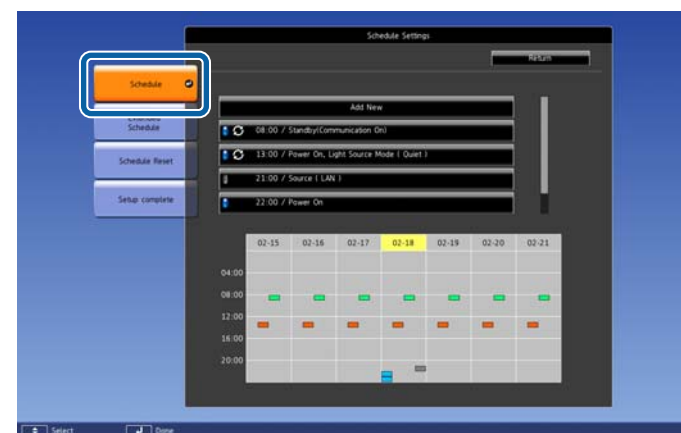 Schedule Settings
Return
Schedule
Extended
Schedule
Schedule Reset
Setup complete
Add New
08:00 / Standby(Communication On)
13:00 / Power On, Light Source Mode ( Quiet )
21:00 / Source ( LAN )
22:00 / Power On
02-15 02-16 02-17 02-18 02-19 02-20 02-21
04:00
08:00
12:00
16:00
20:00
Select Done